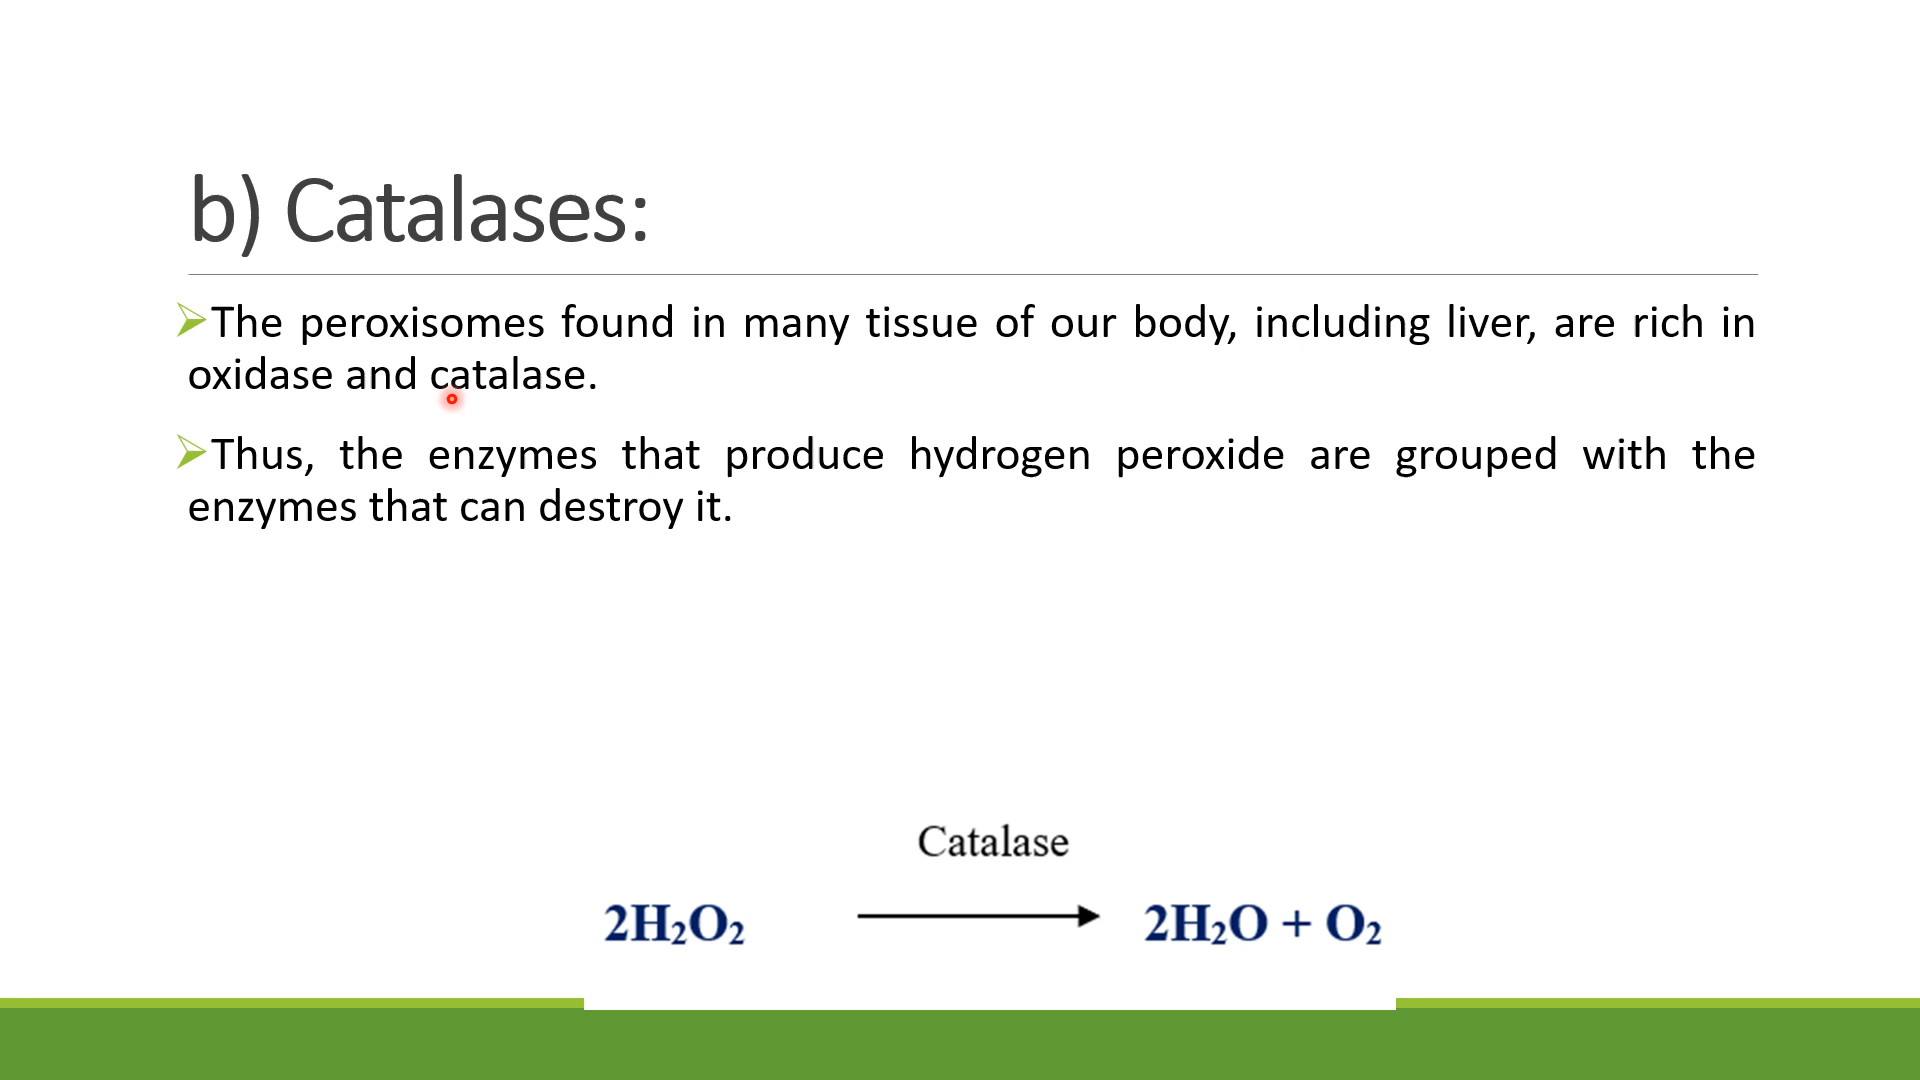 b) Catalases:
➢The peroxisomes found in many tissue of our body, including liver, are rich in
oxidase and catalase.
➢Thus, the enzymes that produce hydrogen peroxide are grouped with the
enzymes that can destroy it.
Catalase
2H₂O₂ → 2H₂O + O₂